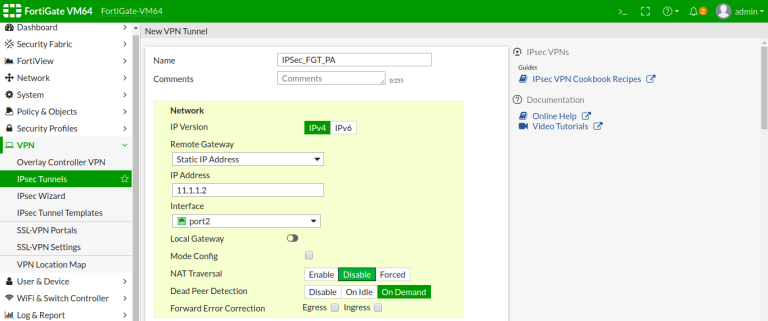 FortiGate VM64
FortiGate-VM64
>_
2
admin
Dashboard
Security Fabric
FortiView
Network
System
Policy & Objects
Security Profiles
VPN
Overlay Controller VPN
IPsec Tunnels
IPsec Wizard
IPsec Tunnel Templates
SSL-VPN Portals
SSL-VPN Settings
VPN Location Map
User & Device
WiFi & Switch Controller
Log & Report
New VPN Tunnel
Name IPSec_FGT_PA
Comments Comments 0/255
Network
IP Version IPv4 IPv6
Remote Gateway
Static IP Address
IP Address
11.1.1.2
Interface
port2
Local Gateway
Mode Config
NAT Traversal Enable Disable Forced
Dead Peer Detection Disable On Idle On Demand
Forward Error Correction Egress Ingress
IPsec VPNs
Guides
IPsec VPN Cookbook Recipes
Documentation
Online Help
Video Tutorials